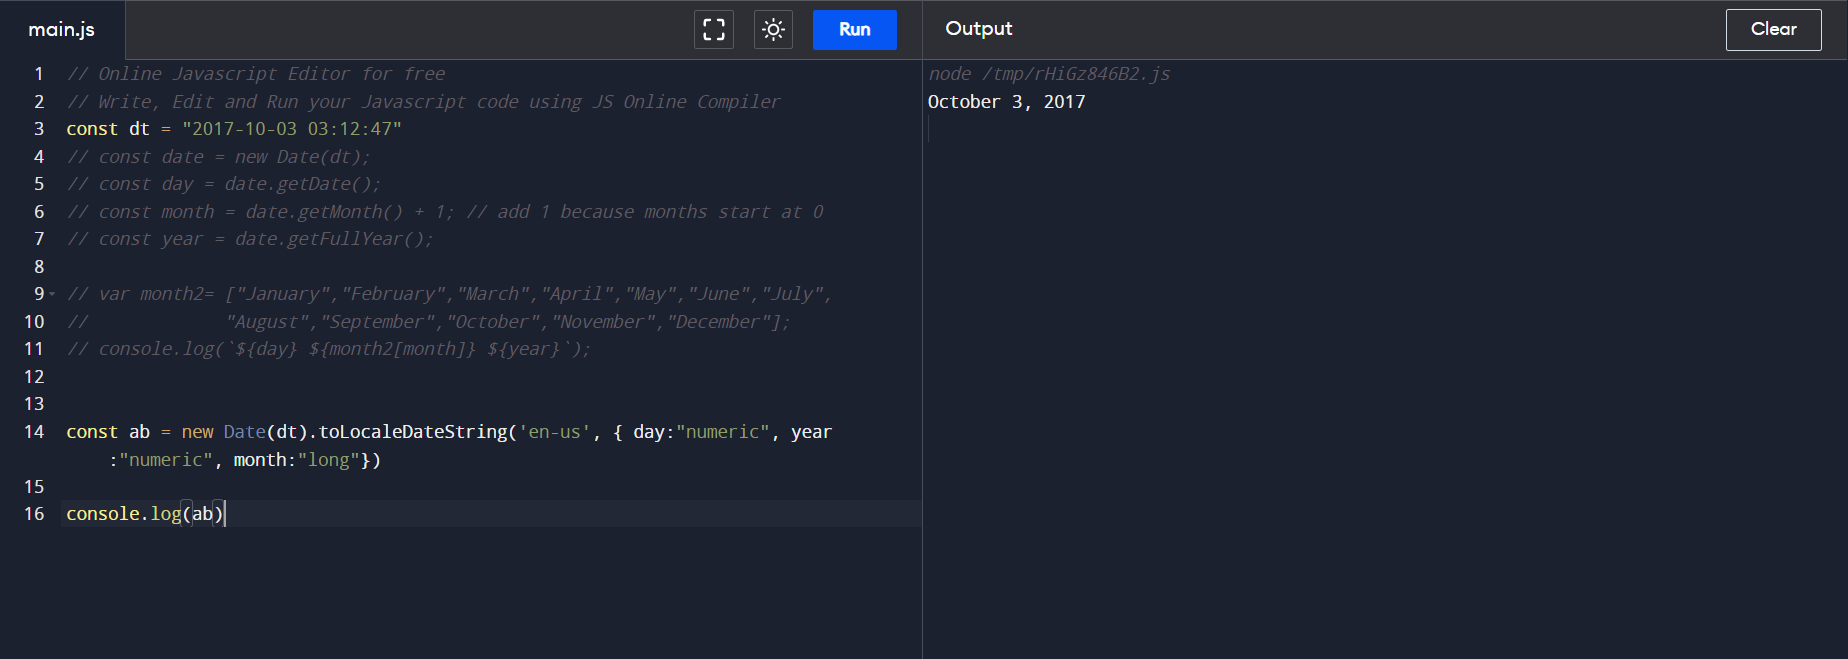 main.js
Run
Output
Clear
1 // Online Javascript Editor for free
2 // Write, Edit and Run your Javascript code using JS Online Compiler
3 const dt = "2017-10-03 03:12:47"
4 // const date = new Date(dt);
5 // const day = date.getDate();
6 // const month = date.getMonth() + 1; // add 1 because months start at 0
7 // const year = date.getFullYear();
8
9 // var month2= ["January","February","March","April","May","June","July",
10 //             "August","September","October","November","December"];
11 // console.log(`${day} ${month2[month]} ${year}`);
12
13
14 const ab = new Date(dt).toLocaleDateString('en-us', { day:"numeric", year
:"numeric", month:"long"})
15
16 console.log(ab)
node /tmp/rHiGz846B2.js
October 3, 2017